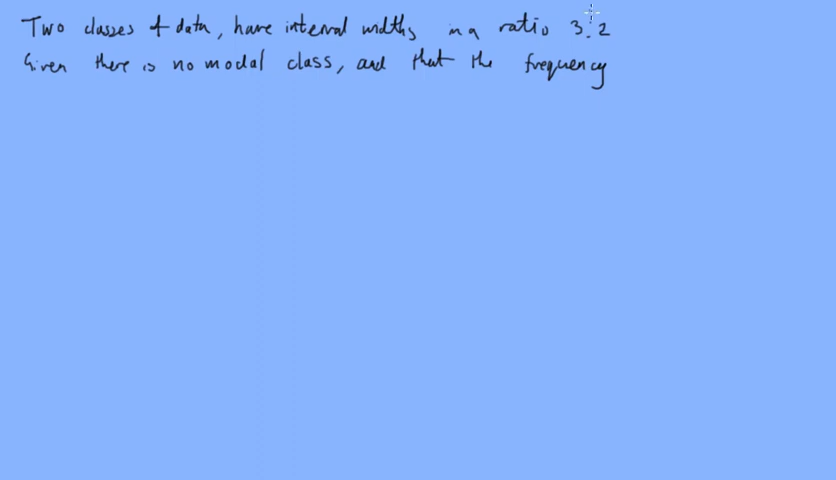 Two classes of data, have interval widths in a ratio 3:2
Given there is no modal class, and that the frequency